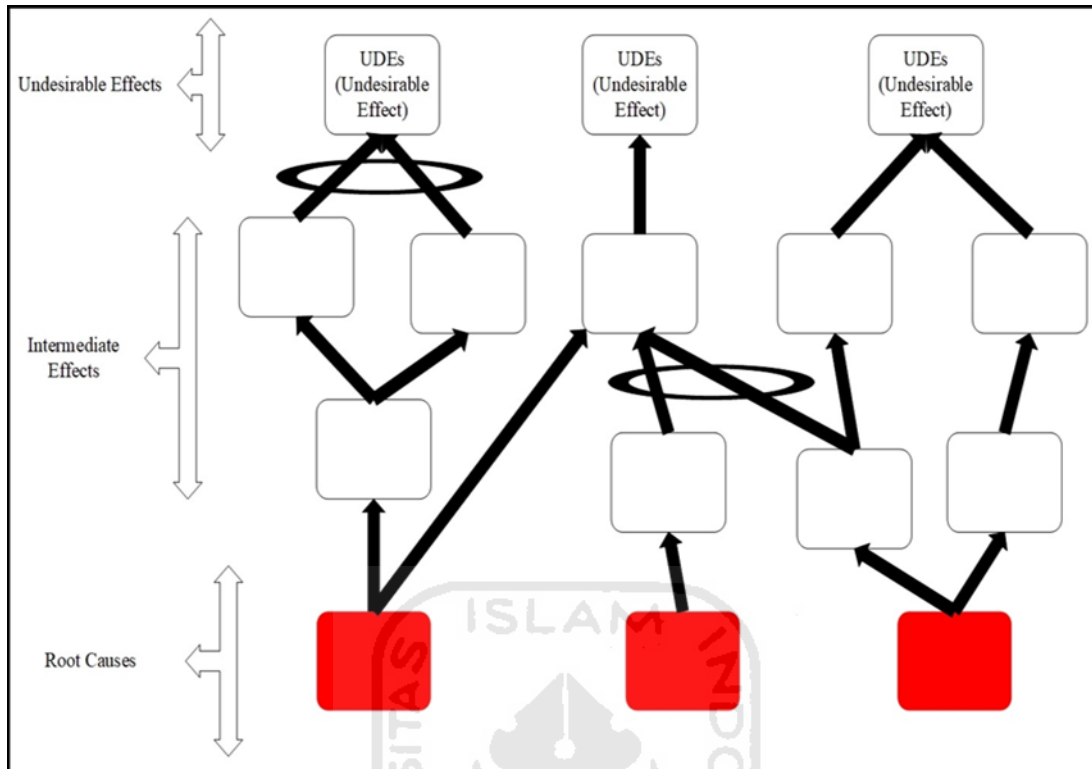 Undesirable Effects
UDEs
(Undesirable
Effect)
UDEs
(Undesirable
Effect)
UDEs
(Undesirable
Effect)
Intermediate
Effects
Root Causes
ISLAM